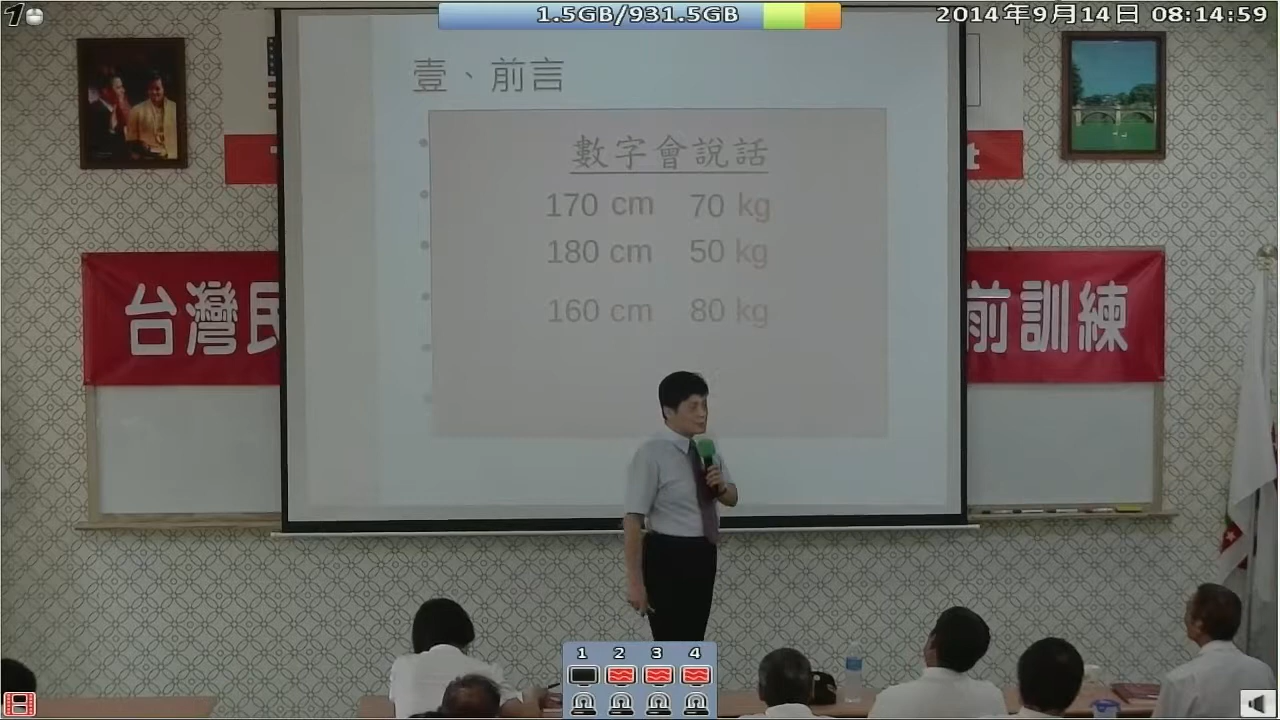 1
1.5GB/931.5GB
2014年9月14日 08:14:59
壹、前言
數字會說話
170 cm 70 kg
180 cm 50 kg
160 cm 80 kg
t
台灣民
前訓練
1 2 3 4